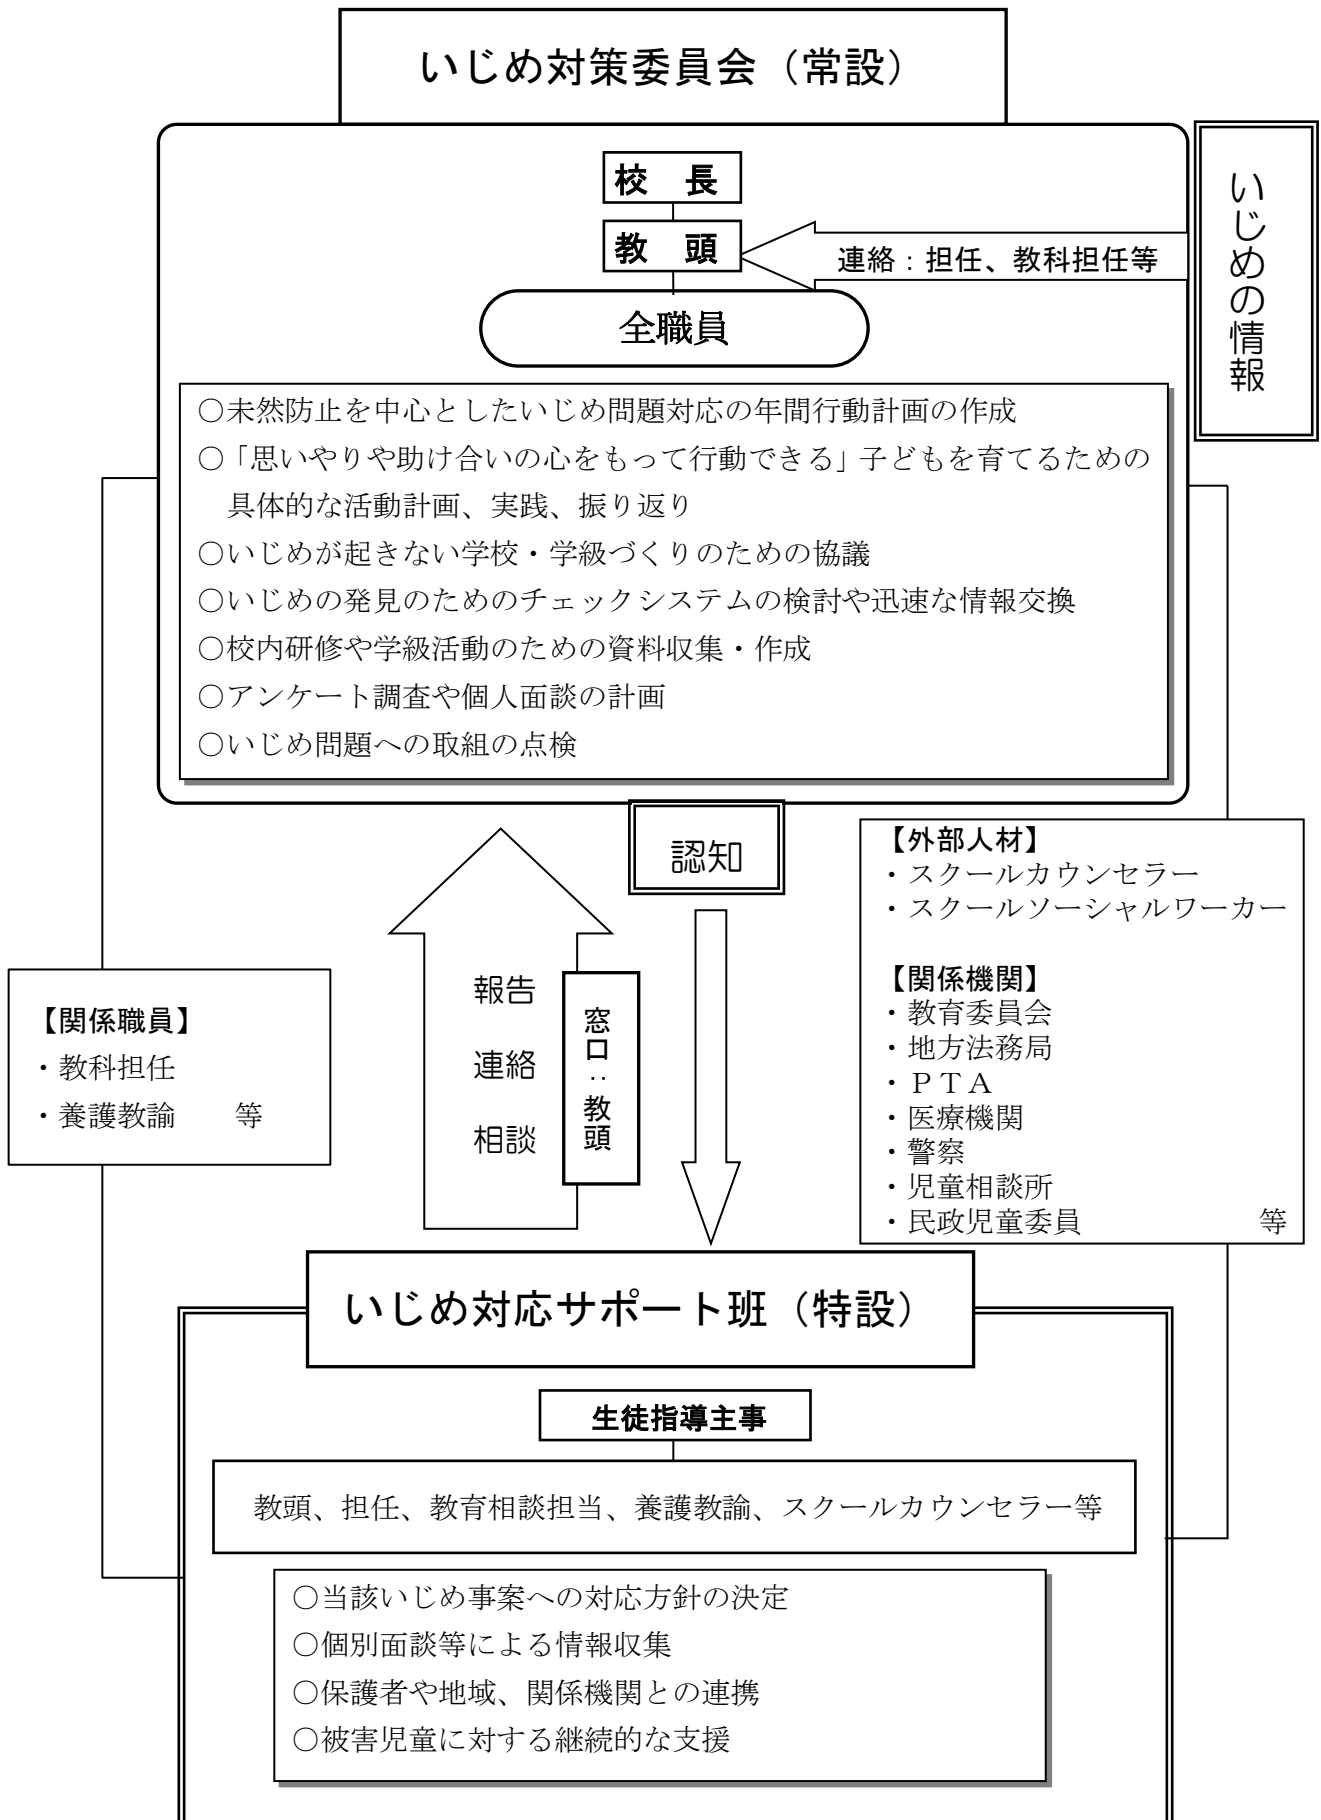 いじめ対策委員会（常設）
校　長
教　頭
連絡：担任、教科担任等
いじめの情報
全職員
○未然防止を中心としたいじめ問題対応の年間行動計画の作成
○「思いやりや助け合いの心をもって行動できる」子どもを育てるための
具体的な活動計画、実践、振り返り
○いじめが起きない学校・学級づくりのための協議
○いじめの発見のためのチェックシステムの検討や迅速な情報交換
○校内研修や学級活動のための資料収集・作成
○アンケート調査や個人面談の計画
○いじめ問題への取組の点検
認知
【外部人材】
・スクールカウンセラー
・スクールソーシャルワーカー
【関係機関】
・教育委員会
・地方法務局
・ＰＴＡ
・医療機関
・警察
・児童相談所
・民政児童委員　等
【関係職員】
・教科担任
・養護教諭　等
報告
連絡
相談
窓口：教頭
いじめ対応サポート班（特設）
生徒指導主事
教頭、担任、教育相談担当、養護教諭、スクールカウンセラー等
○当該いじめ事案への対応方針の決定
○個別面談等による情報収集
○保護者や地域、関係機関との連携
○被害児童に対する継続的な支援